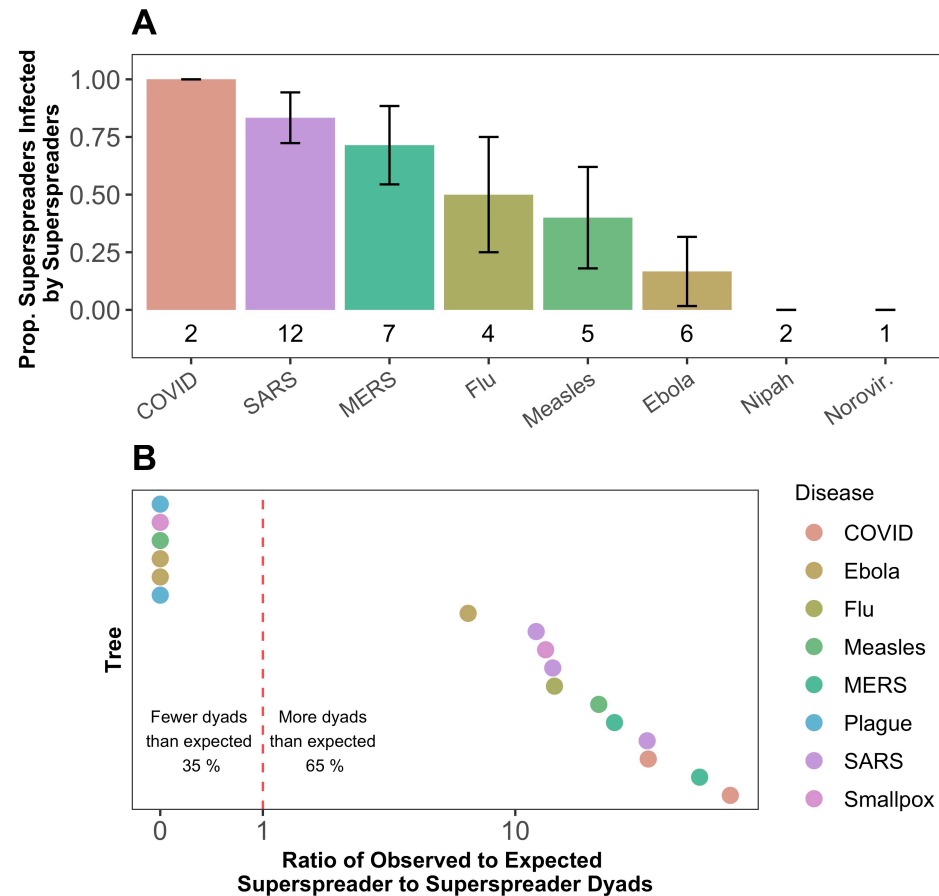 A
Prop. Superspreaders Infected
by Superspreaders
1.00
0.75
0.50
0.25
0.00
2 12 7 4 5 6 2 1
COVID SARS MERS Flu Measles Ebola Nipah Norovir.
B
Tree
Fewer dyads
than expected
35 %
More dyads
than expected
65 %
0 1 10
Ratio of Observed to Expected
Superspreader to Superspreader Dyads
Disease
COVID
Ebola
Flu
Measles
MERS
Plague
SARS
Smallpox